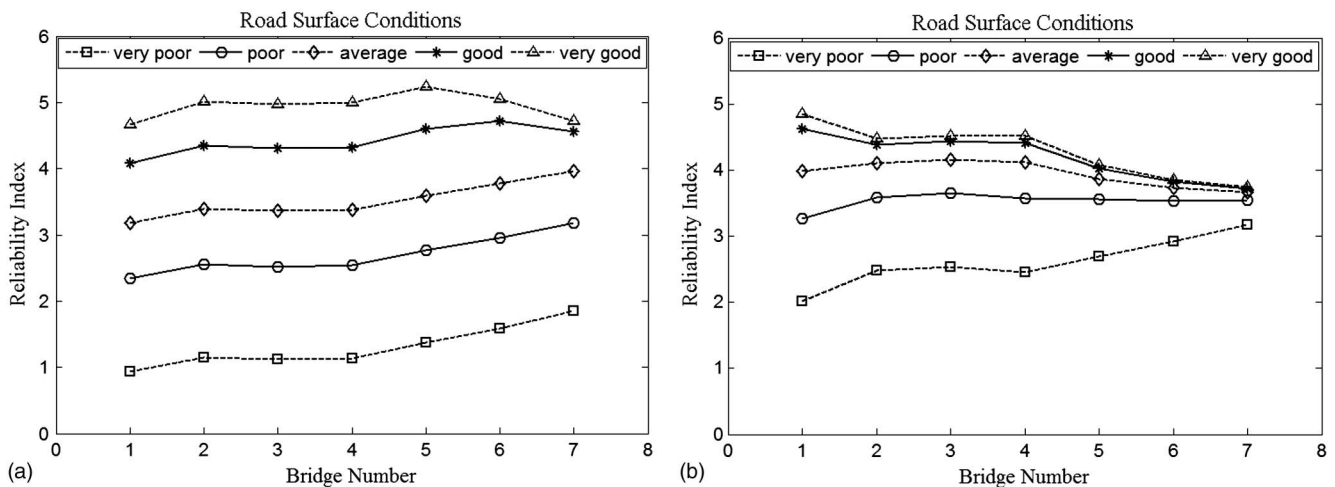 Road Surface Conditions
very poor poor average good very good
6
5
4
3
2
1
0
Reliability Index
0 1 2 3 4 5 6 7 8
Bridge Number
(a)
Road Surface Conditions
very poor poor average good very good
6
5
4
3
2
1
0
Reliability Index
0 1 2 3 4 5 6 7 8
Bridge Number
(b)